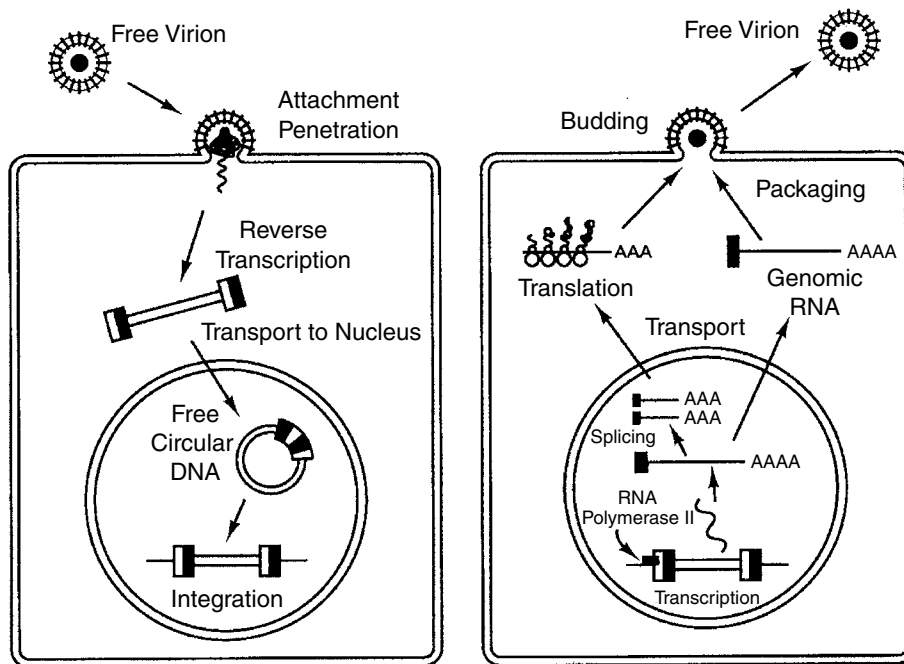 Free Virion
Attachment
Penetration
Reverse
Transcription
Transport to Nucleus
Free
Circular
DNA
Integration
Free Virion
Budding
Packaging
AAA
AAAA
Translation
Genomic
RNA
Transport
AAA
AAA
Splicing
AAAA
RNA
Polymerase II
Transcription